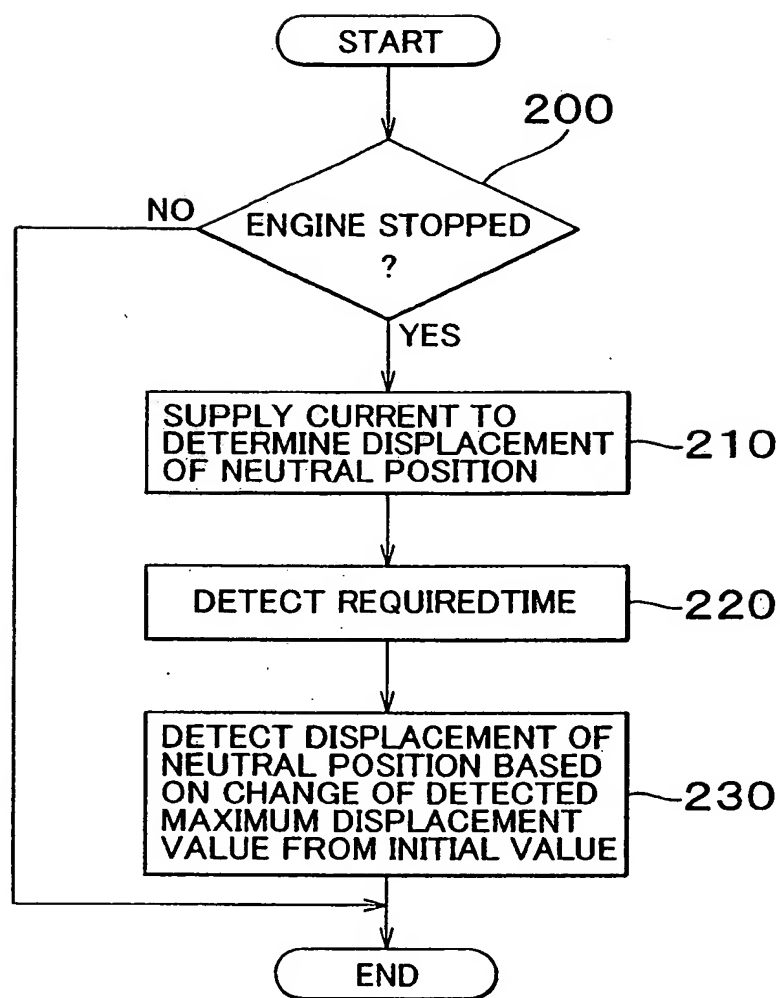 START
200
NO
ENGINE STOPPED
?
YES
SUPPLY CURRENT TO
DETERMINE DISPLACEMENT
OF NEUTRAL POSITION
210
DETECT REQUIREDTIME
220
DETECT DISPLACEMENT OF
NEUTRAL POSITION BASED
ON CHANGE OF DETECTED
MAXIMUM DISPLACEMENT
VALUE FROM INITIAL VALUE
230
END